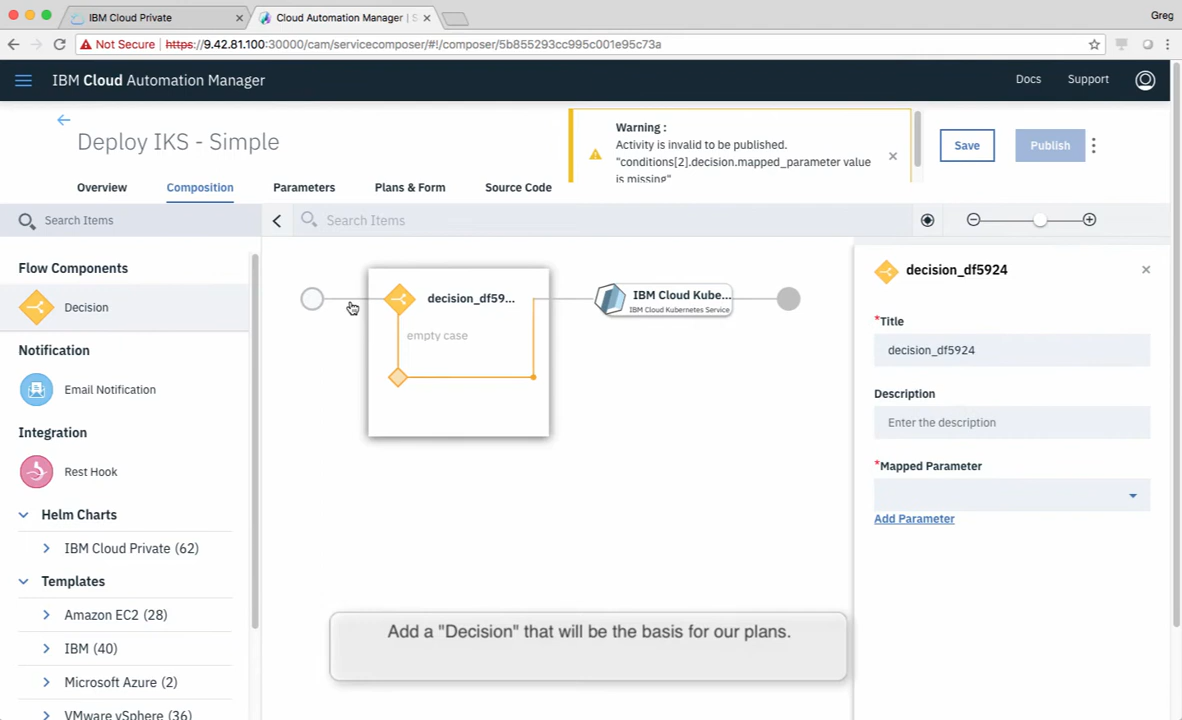 IBM Cloud Private
Cloud Automation Manager | S
Greg
Not Secure | https://9.42.81.100:30000/cam/servicecomposer/#!/composer/5b855293cc995c001e95c73a
IBM Cloud Automation Manager
Docs
Support
Deploy IKS - Simple
Warning :
Activity is invalid to be published.
"conditions[2].decision.mapped_parameter value
is missing"
Save
Publish
Overview
Composition
Parameters
Plans & Form
Source Code
Search Items
Search Items
Flow Components
Decision
Notification
Email Notification
Integration
Rest Hook
Helm Charts
IBM Cloud Private (62)
Templates
Amazon EC2 (28)
IBM (40)
Microsoft Azure (2)
VMware vSphere (36)
decision_df59...
empty case
IBM Cloud Kube...
IBM Cloud Kubernetes Service
decision_df5924
*Title
decision_df5924
Description
Enter the description
*Mapped Parameter
Add Parameter
Add a "Decision" that will be the basis for our plans.